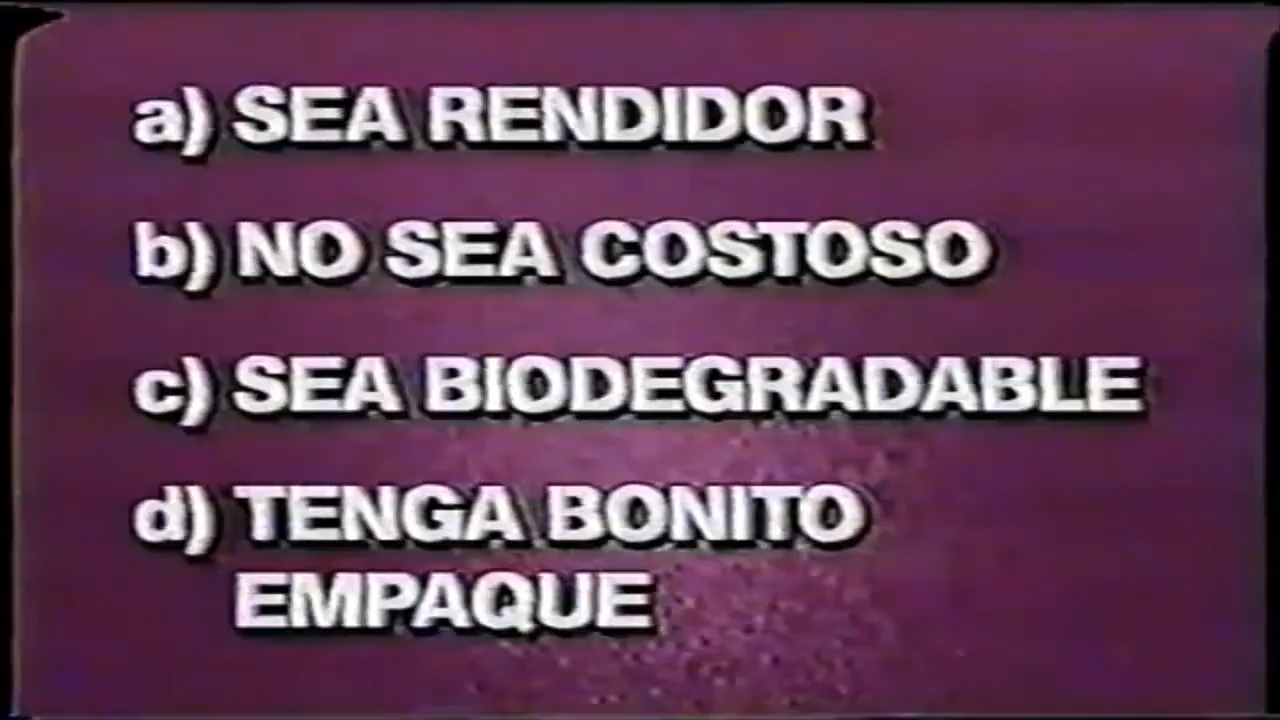 a) SEA RENDIDOR
b) NO SEA COSTOSO
c) SEA BIODEGRADABLE
d) TENGA BONITO
EMPAQUE